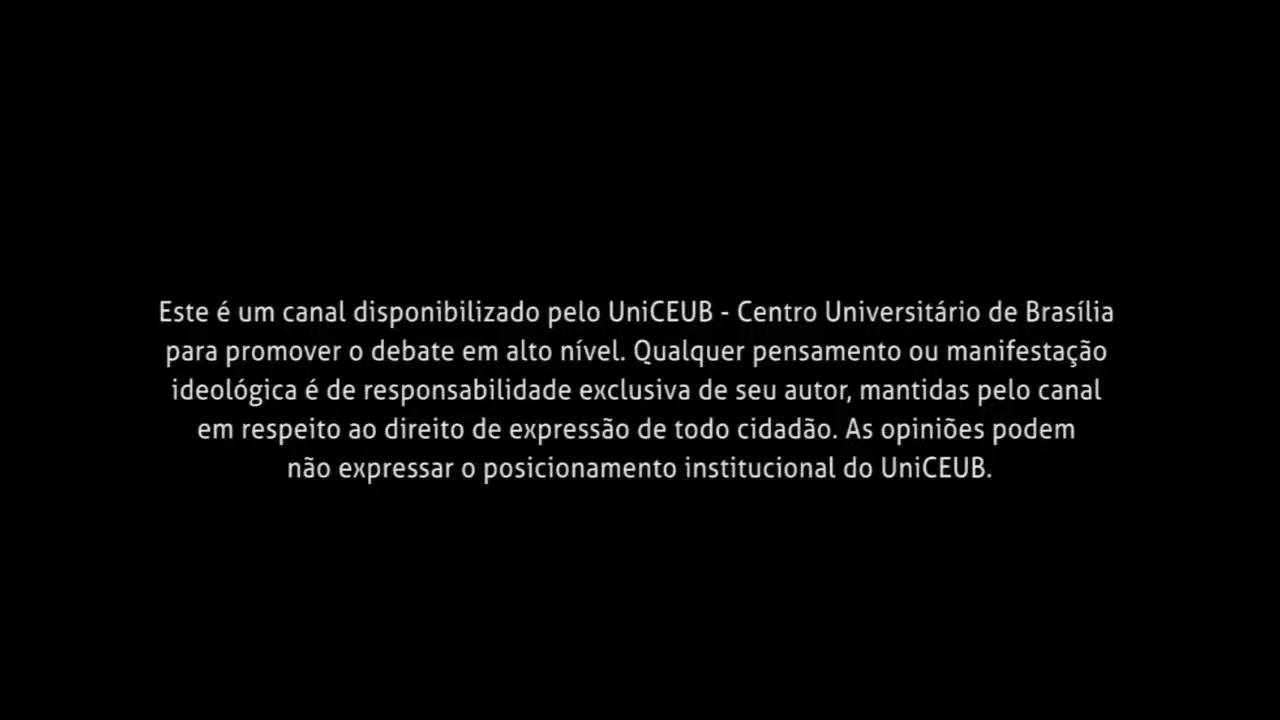 Este é um canal disponibilizado pelo UniCEUB - Centro Universitário de Brasília
para promover o debate em alto nível. Qualquer pensamento ou manifestação
ideológica é de responsabilidade exclusiva de seu autor, mantidas pelo canal
em respeito ao direito de expressão de todo cidadão. As opiniões podem
não expressar o posicionamento institucional do UniCEUB.